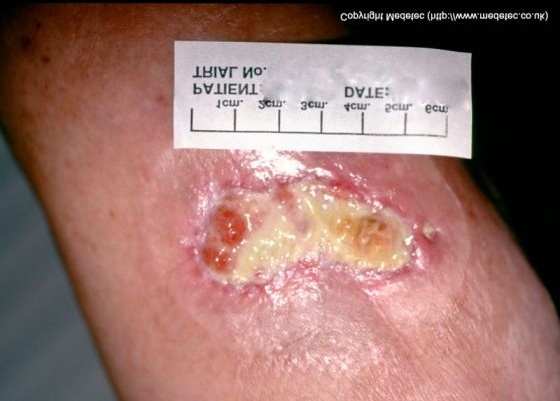 Copyright Medetec (http://www.medetec.co.uk)
TRIAL No.
PATIENT: DATE:
1cm. 2cm. 3cm. 4cm. 5cm. 6cm